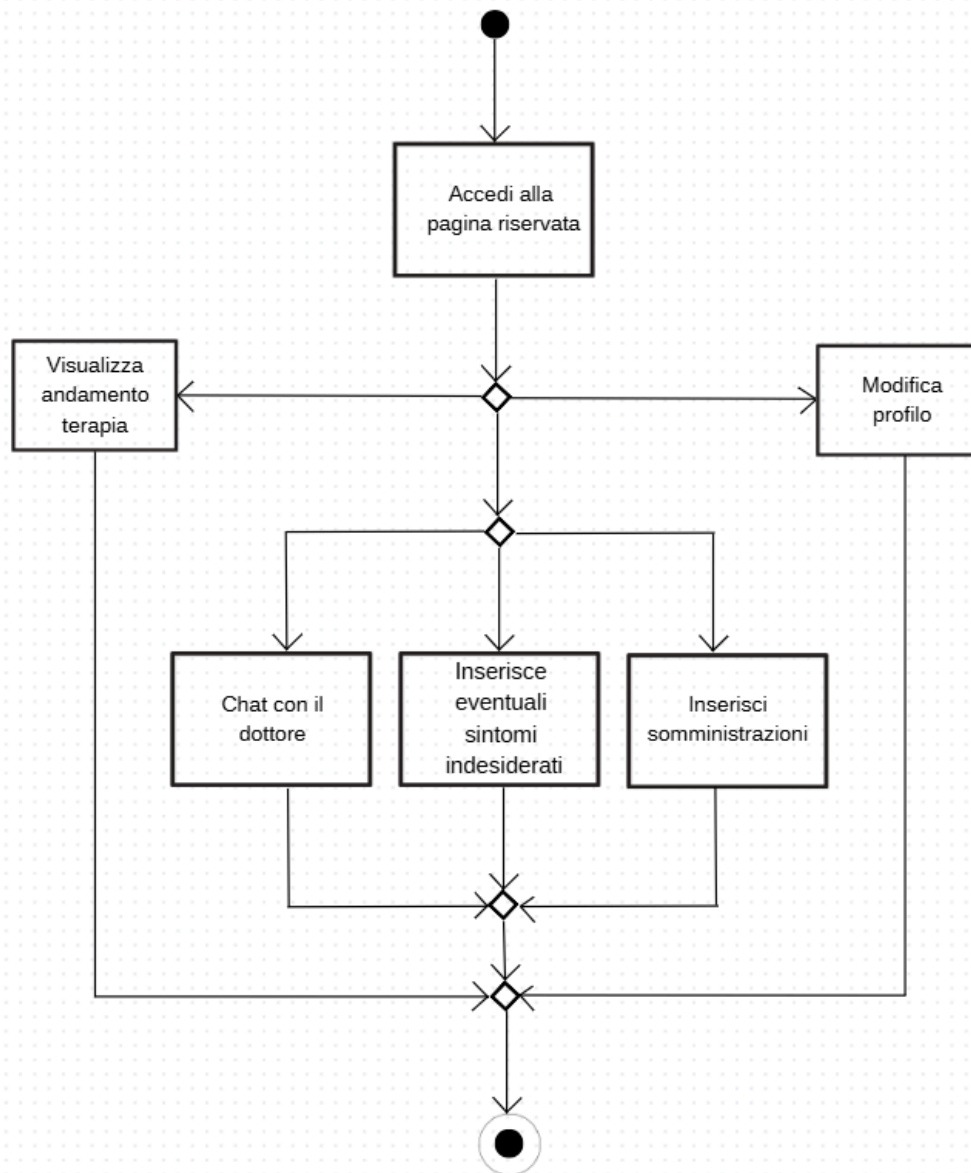 Accedi alla
pagina riservata
Visualizza
andamento
terapia
Modifica
profilo
Chat con il
dottore
Inserisce
eventuali
sintomi
indesiderati
Inserisci
somministrazioni